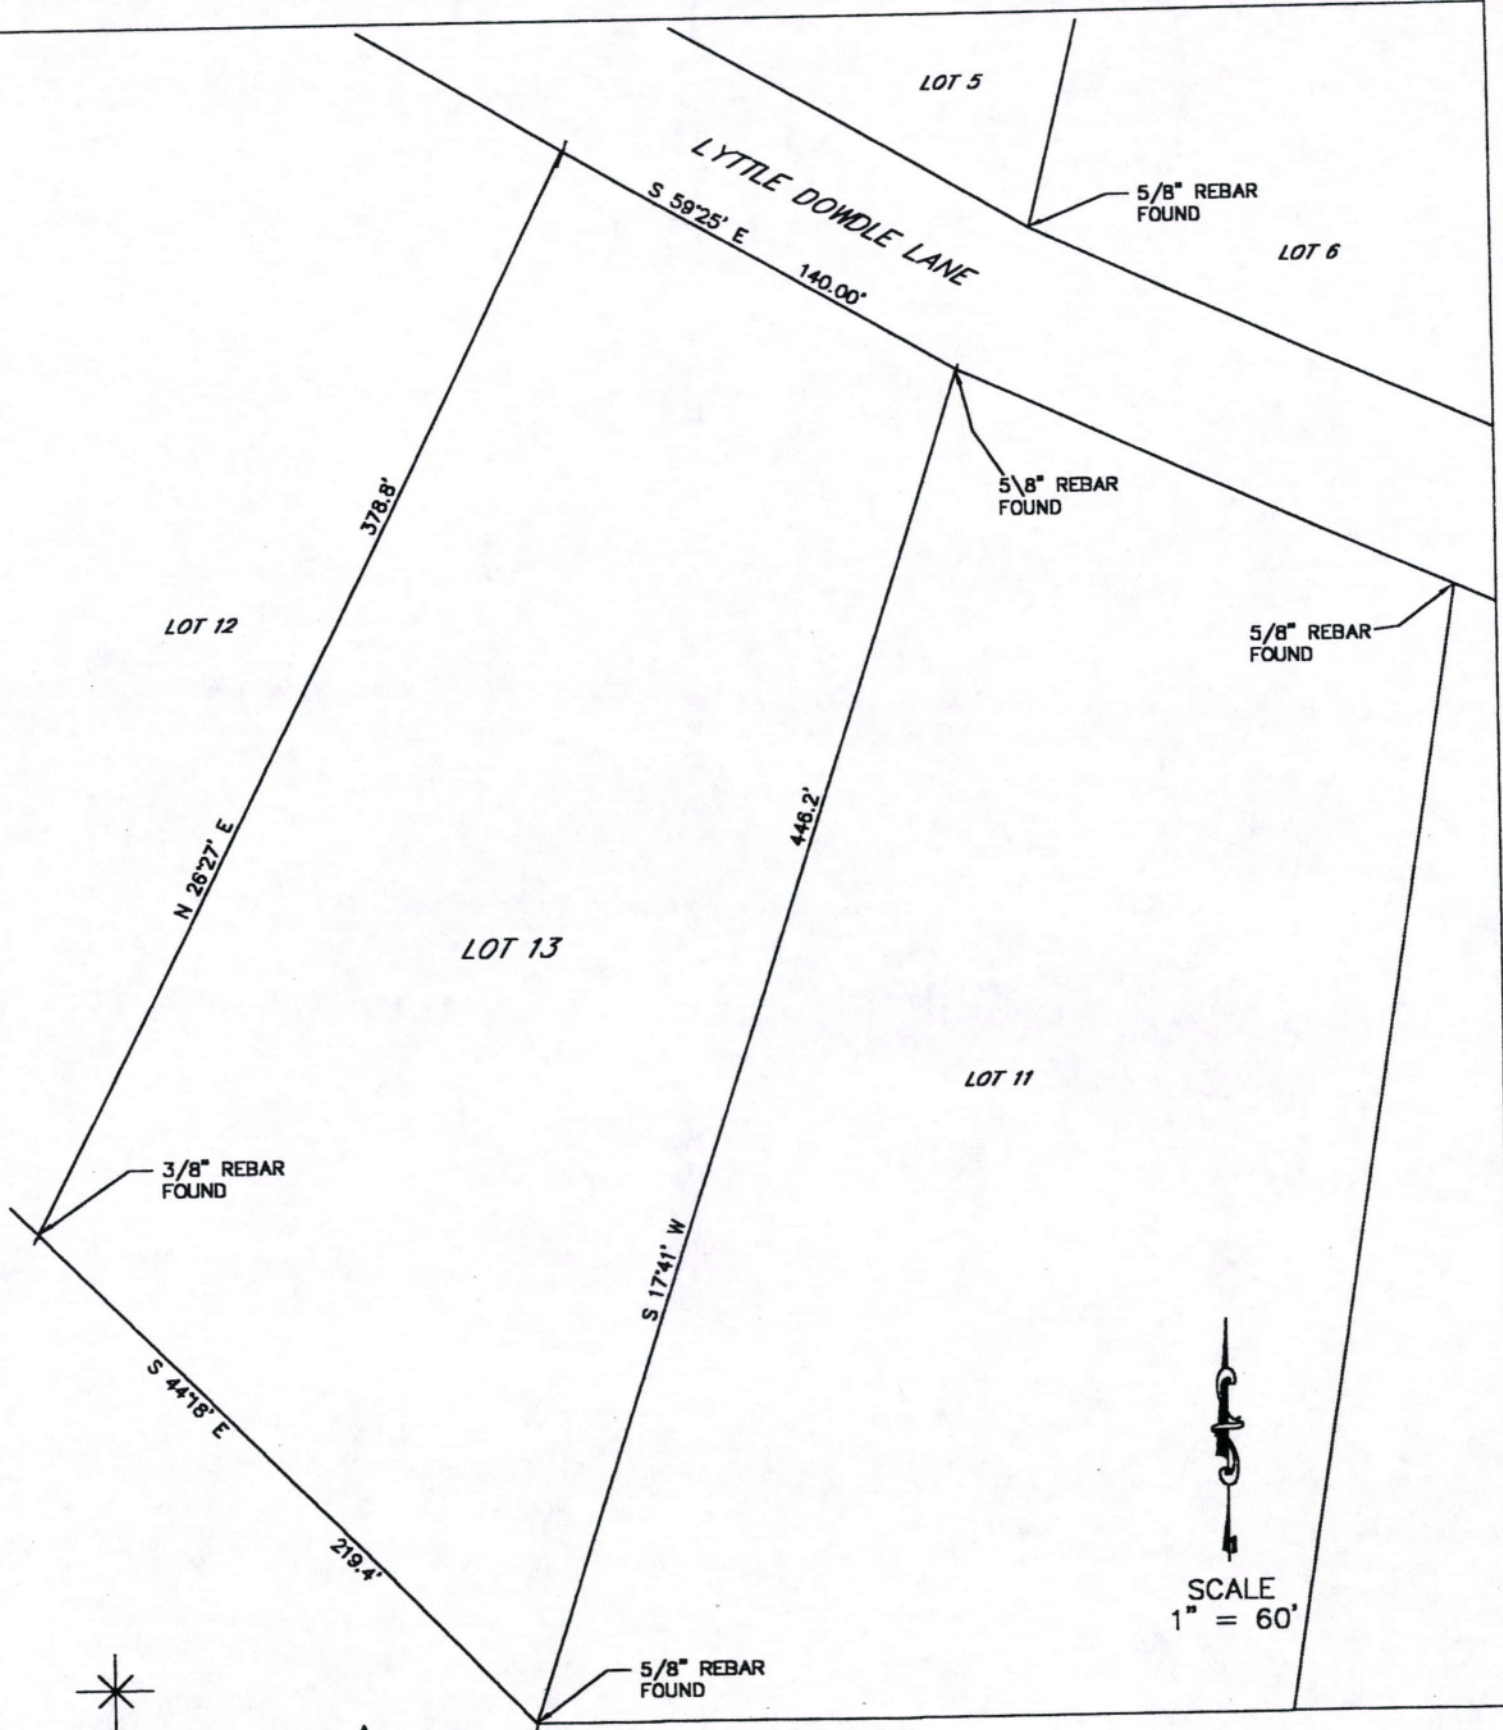 LOT 5
LYTTLE DOWDLE LANE
5/8" REBAR
FOUND
S 59°25' E
LOT 6
140.00'
378.8'
5\8" REBAR
FOUND
LOT 12
5/8" REBAR
FOUND
446.2'
N 26°27' E
LOT 13
LOT 11
3/8" REBAR
FOUND
S 17°41' W
S 44°18' E
219.4'
SCALE
1" = 60'
5/8" REBAR
FOUND